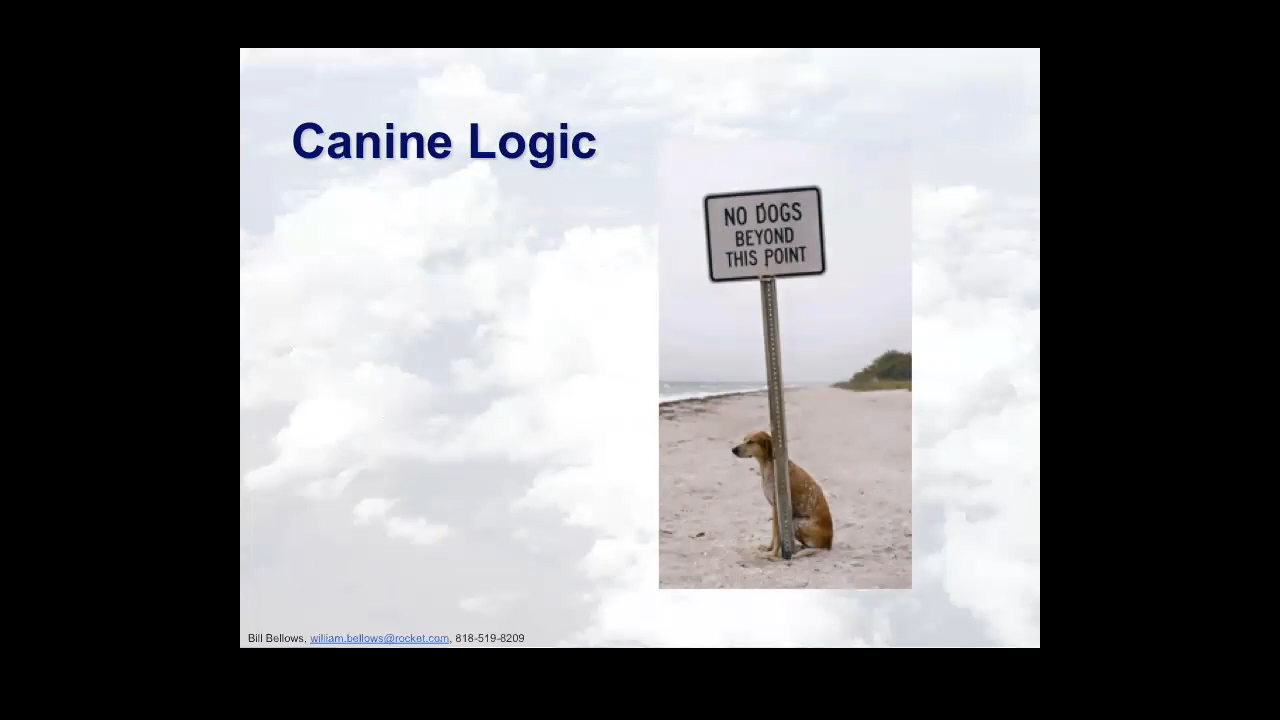 Canine Logic
NO DOGS
BEYOND
THIS POINT
Bill Bellows, william.bellows@rocket.com, 818-519-8209